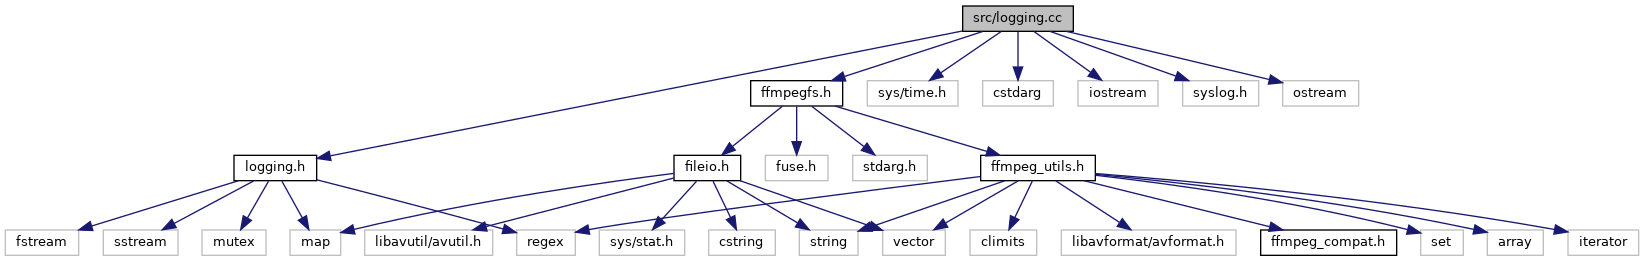 src/logging.cc
ffmpegfs.h
sys/time.h
cstdarg
iostream
syslog.h
ostream
logging.h
fileio.h
fuse.h
stdarg.h
ffmpeg_utils.h
fstream
sstream
mutex
map
libavutil/avutil.h
regex
sys/stat.h
cstring
string
vector
climits
libavformat/avformat.h
ffmpeg_compat.h
set
array
iterator